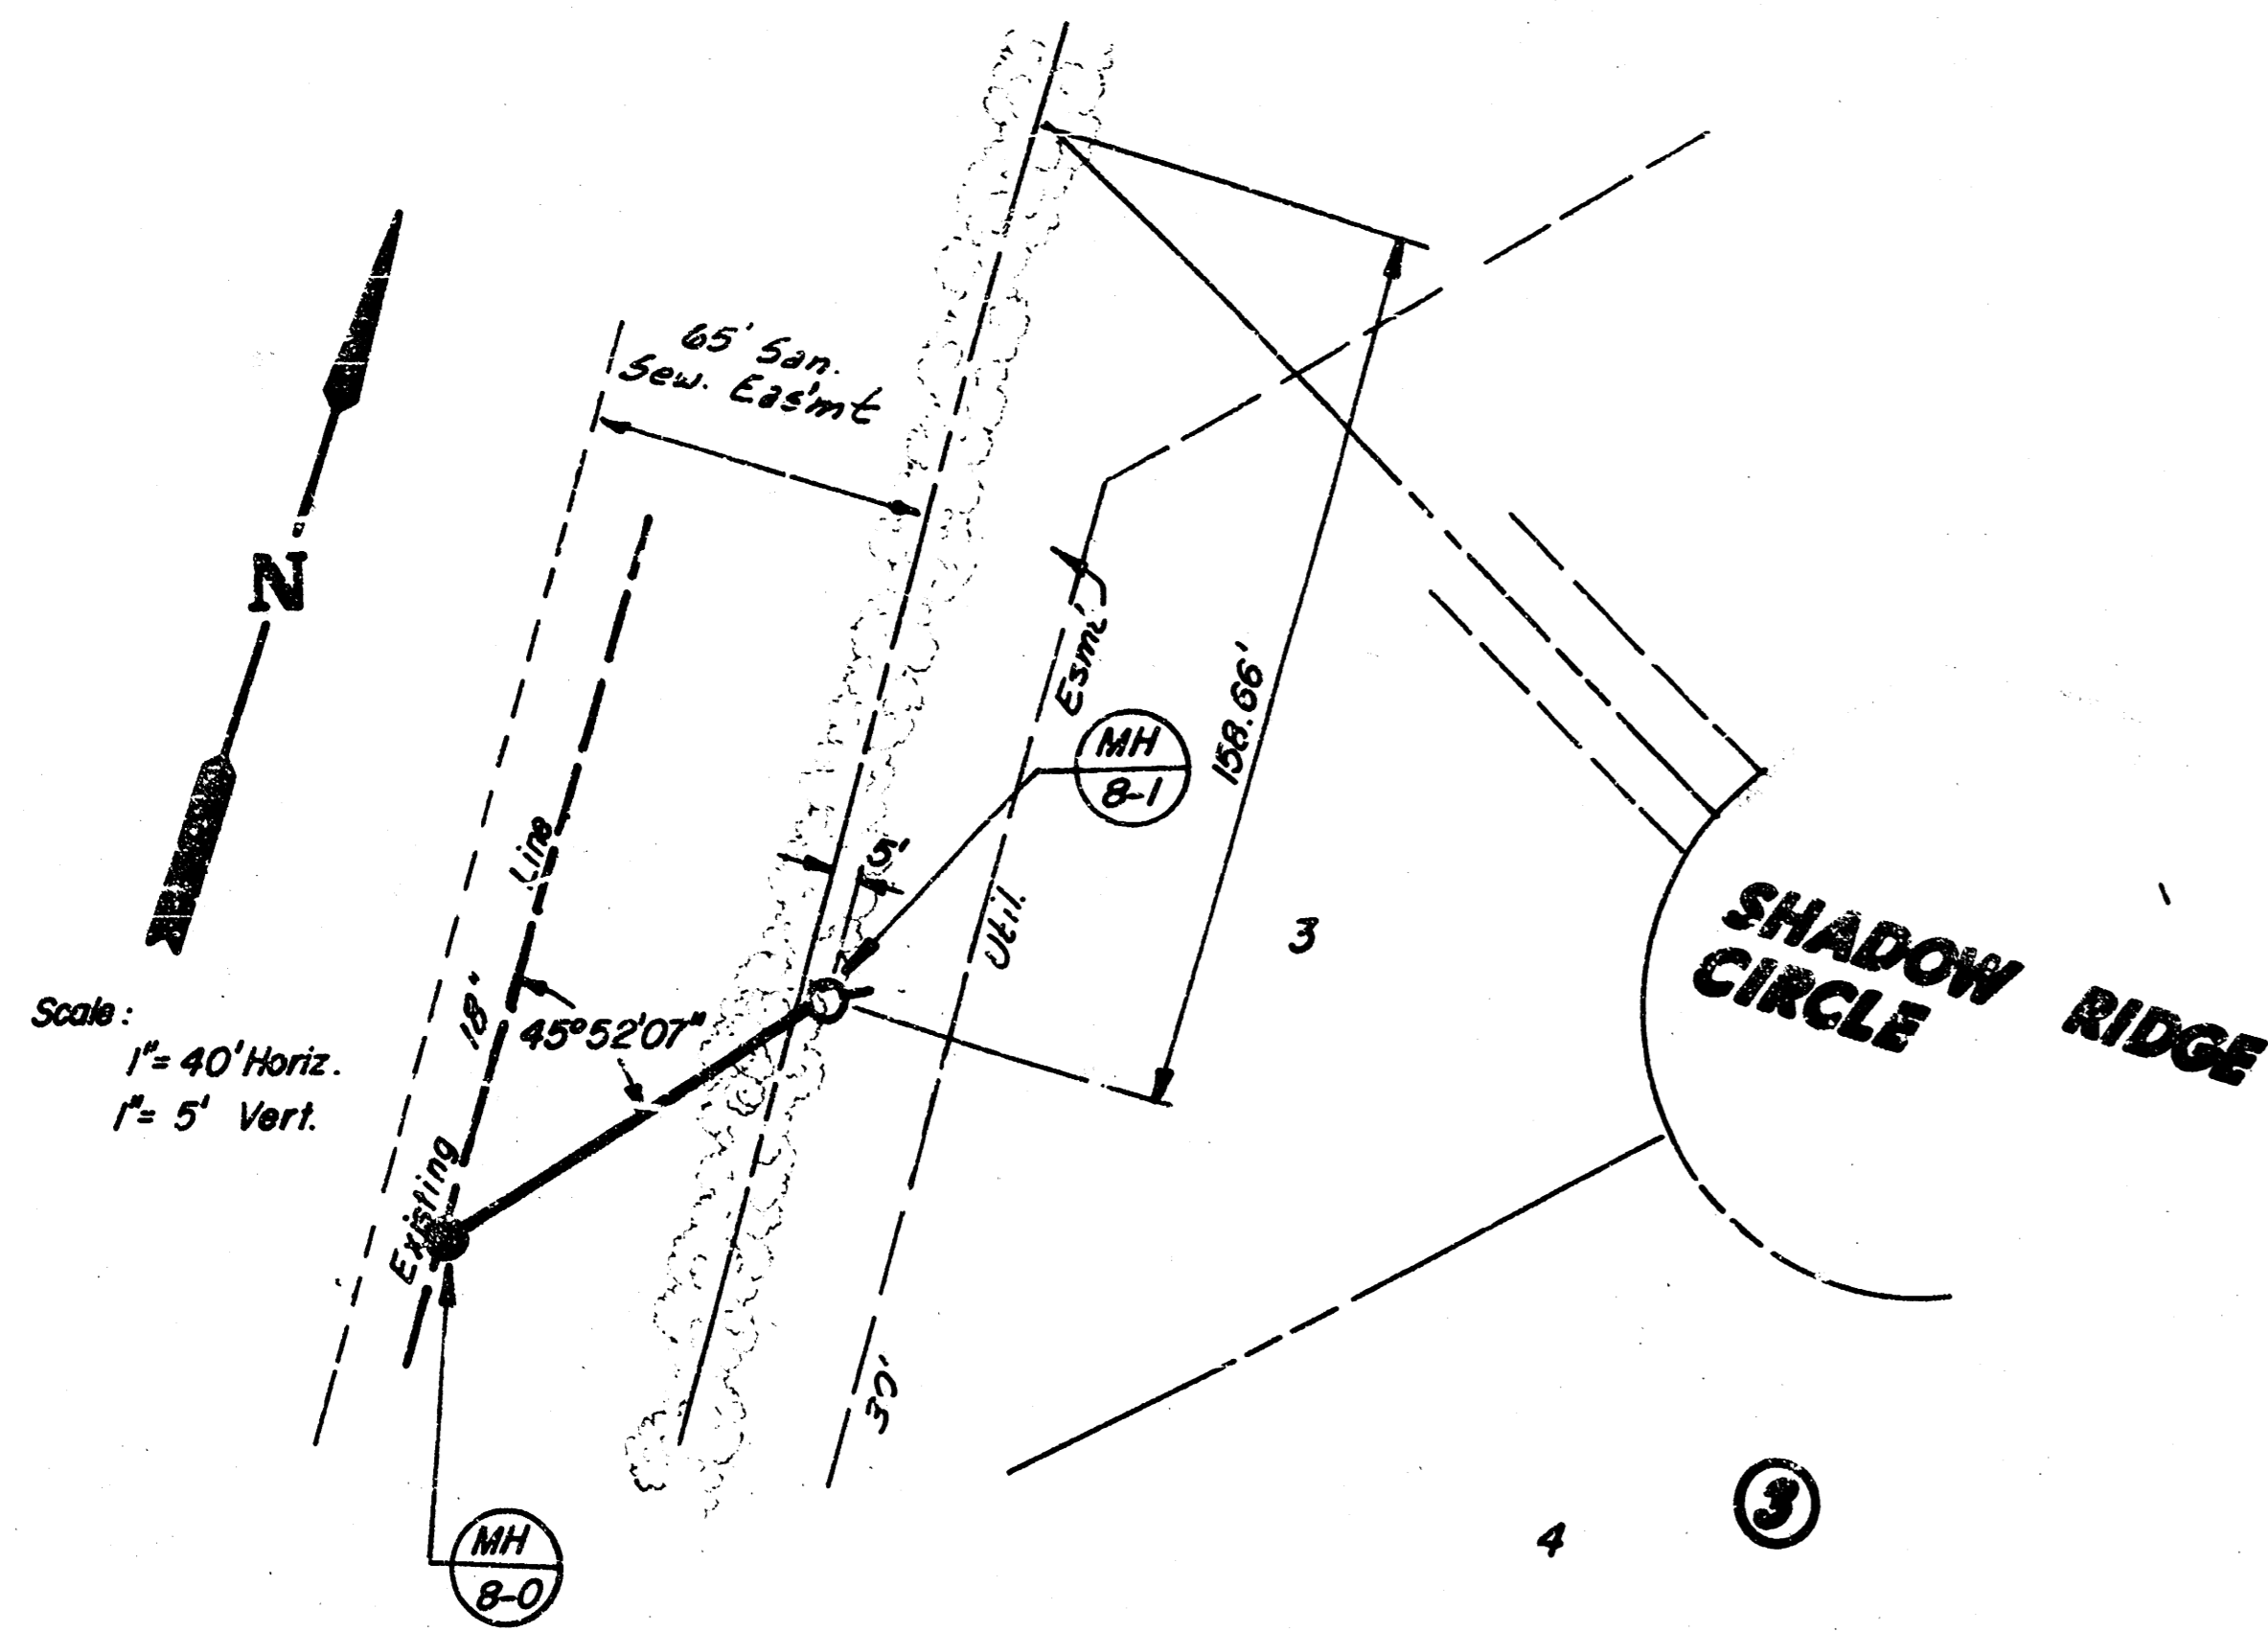 65' San.
Sew. Eas'mt
N
Esmt.
MH
8-1
158.66'
5'
Line
Util.
3
SHADOW RIDGE
CIRCLE
18"
45°52'07"
Scale:
1"= 40' Horiz.
1"= 5' Vert.
Existing
30'
3
4
MH
8-0